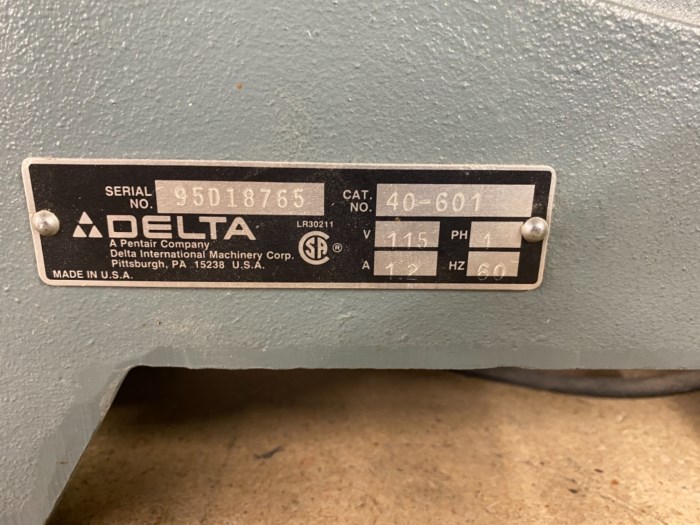 SERIAL NO. 95D18765 CAT. NO. 40-601
DELTA LR30211 SA ® V 115 PH 1
A Pentair Company
Delta International Machinery Corp. A 1.2 HZ 60
Pittsburgh, PA 15238 U.S.A.
MADE IN U.S.A.